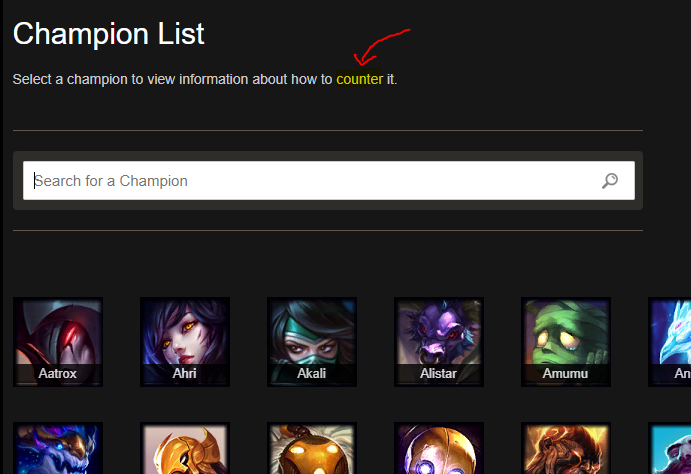 Champion List
Select a champion to view information about how to counter it.
Search for a Champion
Aatrox
Ahri
Akali
Alistar
Amumu
An